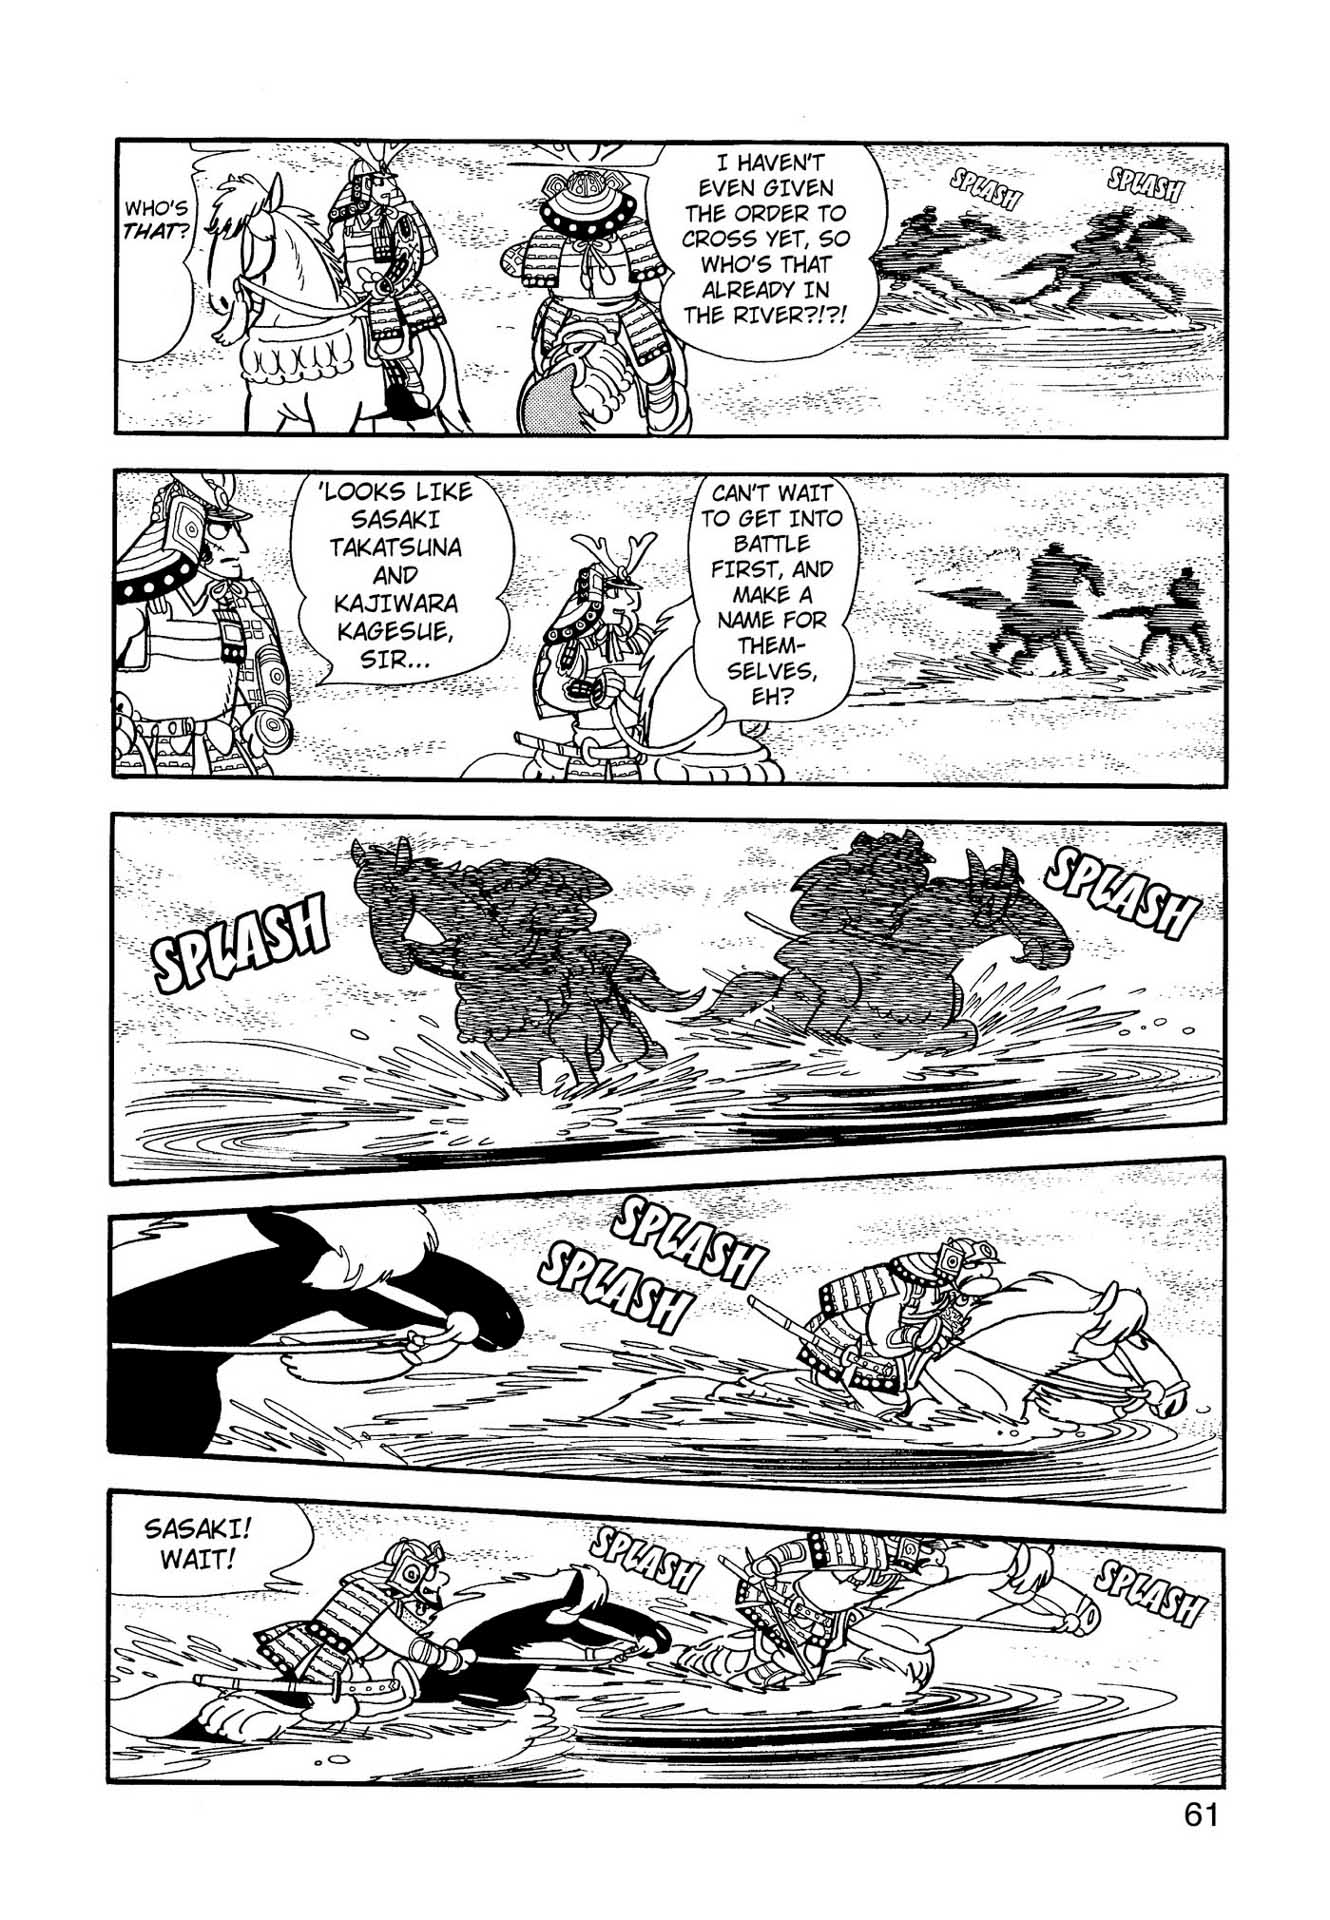 WHO'S
THAT?
I HAVEN'T
EVEN GIVEN
THE ORDER TO
CROSS YET, SO
WHO'S THAT
ALREADY IN
THE RIVER?!?!
SPLASH
SPLASH
'LOOKS LIKE
SASAKI
TAKATSUNA
AND
KAJIWARA
KAGESUE,
SIR...
CAN'T WAIT
TO GET INTO
BATTLE
FIRST, AND
MAKE A
NAME FOR
THEM-
SELVES,
EH?
SPLASH
SPLASH
SPLASH
SPLASH
SASAKI!
WAIT!
SPLASH
SPLASH
61